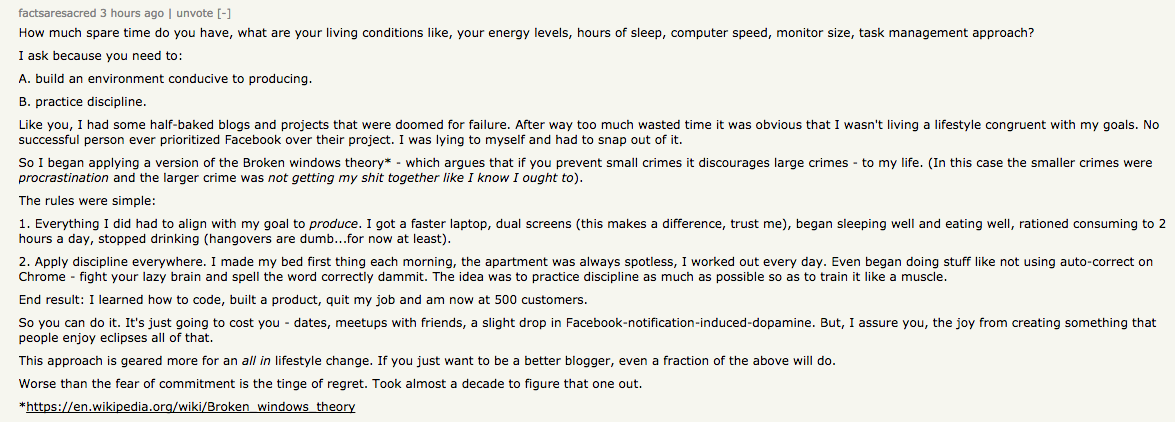 factsaresacred 3 hours ago | unvote [-]
How much spare time do you have, what are your living conditions like, your energy levels, hours of sleep, computer speed, monitor size, task management approach?
I ask because you need to:
A. build an environment conducive to producing.
B. practice discipline.
Like you, I had some half-baked blogs and projects that were doomed for failure. After way too much wasted time it was obvious that I wasn't living a lifestyle congruent with my goals. No
successful person ever prioritized Facebook over their project. I was lying to myself and had to snap out of it.
So I began applying a version of the Broken windows theory* - which argues that if you prevent small crimes it discourages large crimes - to my life. (In this case the smaller crimes were
procrastination and the larger crime was not getting my shit together like I know I ought to).
The rules were simple:
1. Everything I did had to align with my goal to produce. I got a faster laptop, dual screens (this makes a difference, trust me), began sleeping well and eating well, rationed consuming to 2
hours a day, stopped drinking (hangovers are dumb...for now at least).
2. Apply discipline everywhere. I made my bed first thing each morning, the apartment was always spotless, I worked out every day. Even began doing stuff like not using auto-correct on
Chrome - fight your lazy brain and spell the word correctly dammit. The idea was to practice discipline as much as possible so as to train it like a muscle.
End result: I learned how to code, built a product, quit my job and am now at 500 customers.
So you can do it. It's just going to cost you - dates, meetups with friends, a slight drop in Facebook-notification-induced-dopamine. But, I assure you, the joy from creating something that
people enjoy eclipses all of that.
This approach is geared more for an all in lifestyle change. If you just want to be a better blogger, even a fraction of the above will do.
Worse than the fear of commitment is the tinge of regret. Took almost a decade to figure that one out.
*https://en.wikipedia.org/wiki/Broken_windows_theory